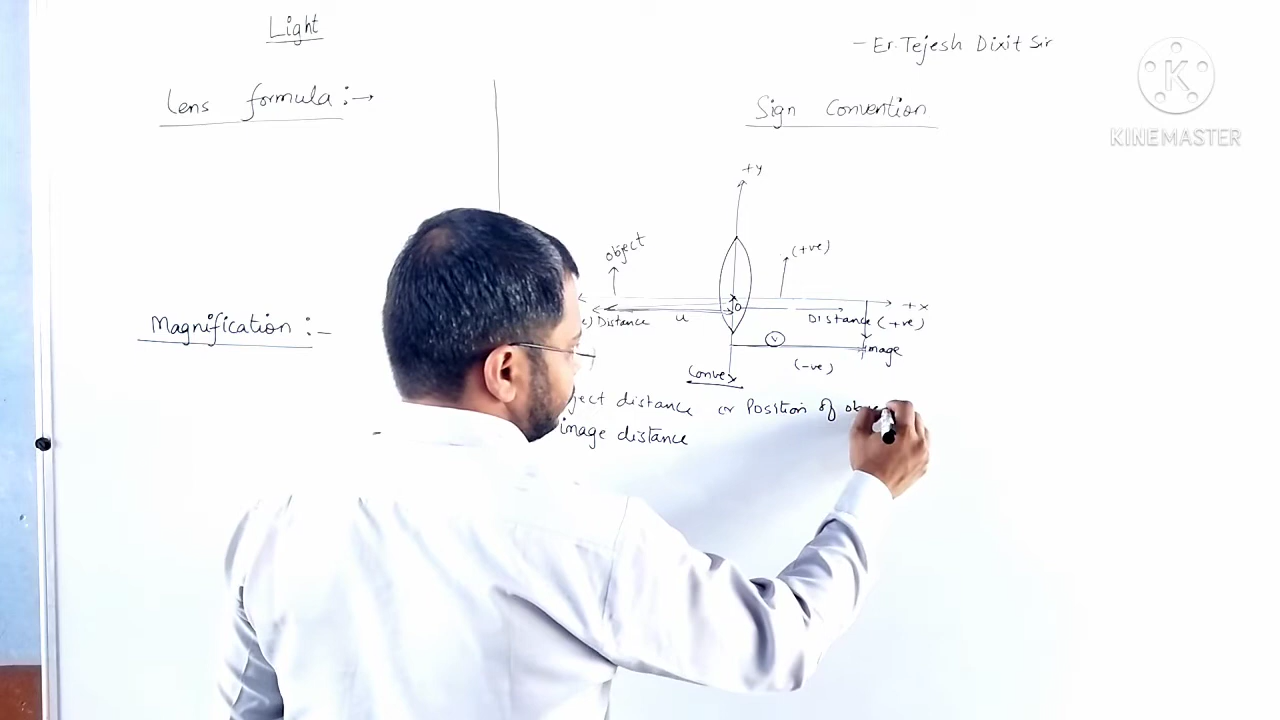 Light
- Er. Tejesh Dixit Sir
KINEMASTER
Lens formula :→
Sign Convention
+y
object
(+ve)
O
+x
Distance
u
Distance (+ve)
Magnification :-
v
Image
(-ve)
Convex
distance or Position of
image distance